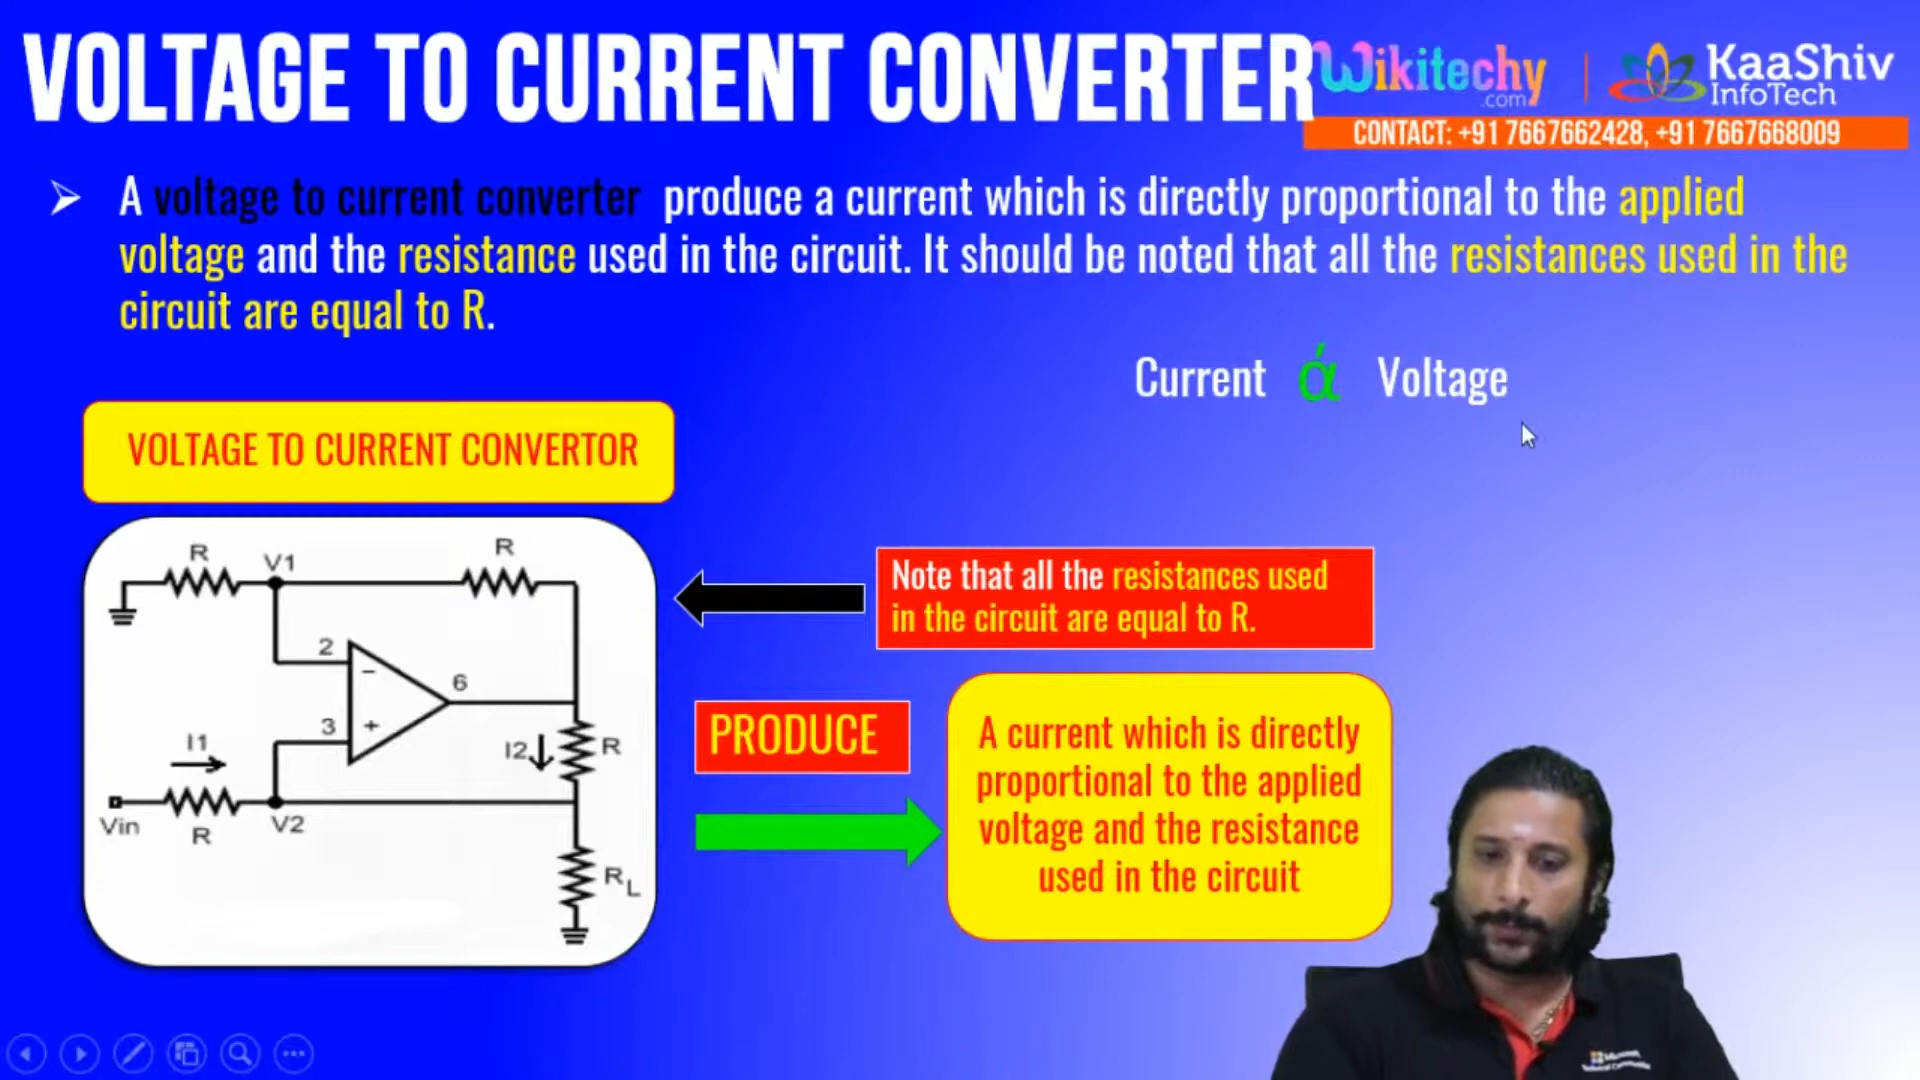 VOLTAGE TO CURRENT CONVERTER
Wikitechy
.com
KaaShiv
InfoTech
CONTACT: +91 7667662428, +91 7667668009
A voltage to current converter produce a current which is directly proportional to the applied
voltage and the resistance used in the circuit. It should be noted that all the resistances used in the
circuit are equal to R.
Current ά Voltage
VOLTAGE TO CURRENT CONVERTOR
R
V1
R
2
−
6
3
+
I1
I2
R
Vin
R
V2
RL
Note that all the resistances used
in the circuit are equal to R.
PRODUCE
A current which is directly
proportional to the applied
voltage and the resistance
used in the circuit
Microsoft